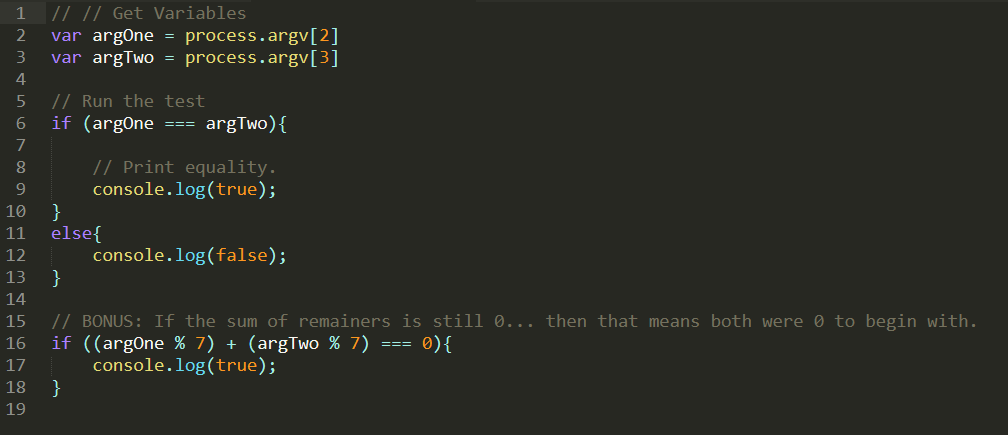 1 // // Get Variables
2 var argOne = process.argv[2]
3 var argTwo = process.argv[3]
4
5 // Run the test
6 if (argOne === argTwo){
7
8     // Print equality.
9     console.log(true);
10 }
11 else{
12     console.log(false);
13 }
14
15 // BONUS: If the sum of remainers is still 0... then that means both were 0 to begin with.
16 if ((argOne % 7) + (argTwo % 7) === 0){
17     console.log(true);
18 }
19